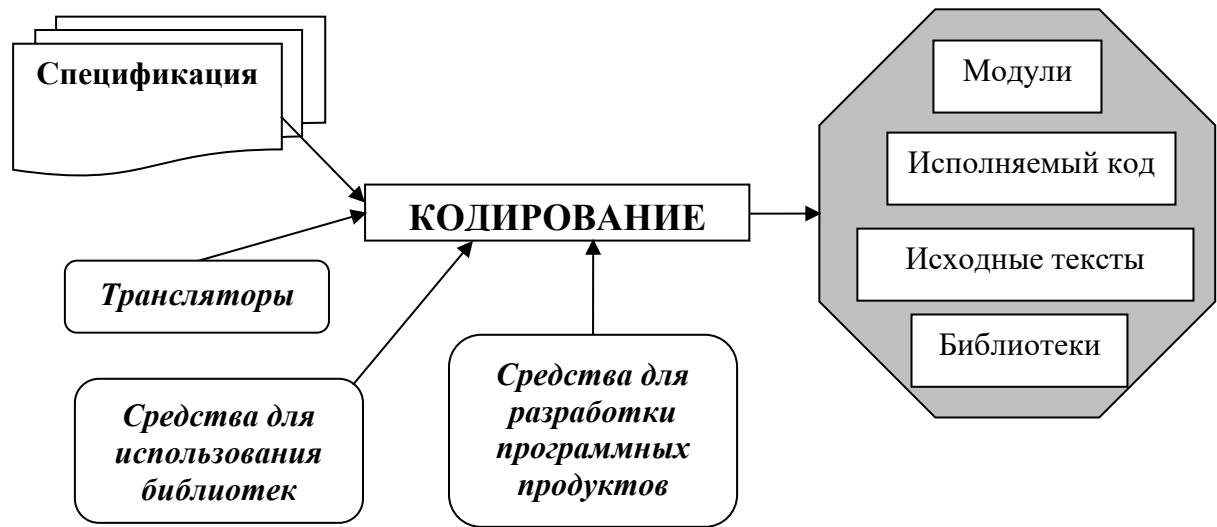 Спецификация
КОДИРОВАНИЕ
Трансляторы
Средства для
использования
библиотек
Средства для
разработки
программных
продуктов
Модули
Исполняемый код
Исходные тексты
Библиотеки